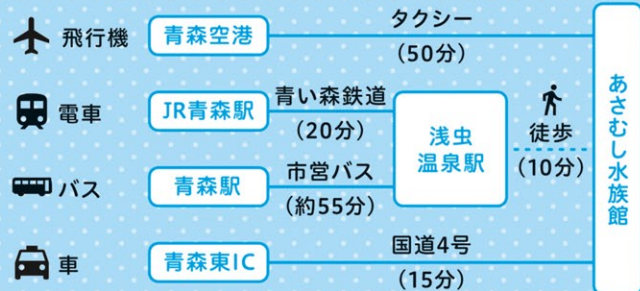 飛行機 青森空港 タクシー
(50分)
電車 JR青森駅 青い森鉄道
(20分)
浅虫
温泉駅
徒歩
(10分)
バス 青森駅 市営バス
(約55分)
車 青森東IC 国道4号
(15分)
あさむし水族館